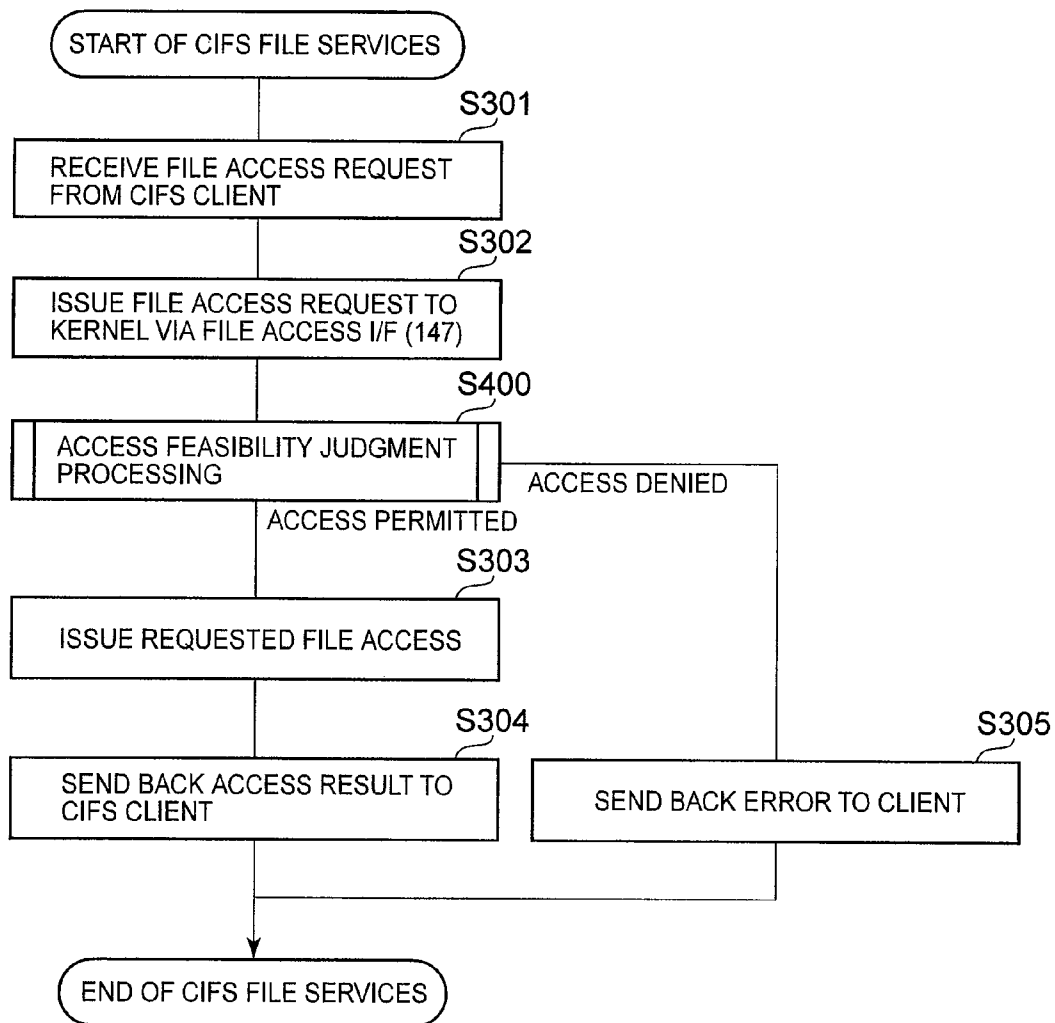 START OF CIFS FILE SERVICES
S301
RECEIVE FILE ACCESS REQUEST
FROM CIFS CLIENT
S302
ISSUE FILE ACCESS REQUEST TO
KERNEL VIA FILE ACCESS I/F (147)
S400
ACCESS FEASIBILITY JUDGMENT
PROCESSING
ACCESS DENIED
ACCESS PERMITTED
S303
ISSUE REQUESTED FILE ACCESS
S304
SEND BACK ACCESS RESULT TO
CIFS CLIENT
S305
SEND BACK ERROR TO CLIENT
END OF CIFS FILE SERVICES